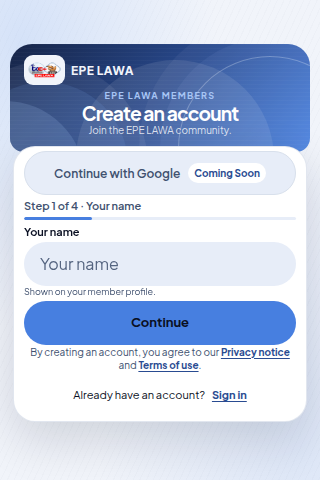 EPE LAWA
EPE LAWA MEMBERS
Create an account
Join the EPE LAWA community.
Continue with Google Coming Soon
Step 1 of 4 · Your name
Your name
Your name
Shown on your member profile.
Continue
By creating an account, you agree to our Privacy notice
and Terms of use.
Already have an account? Sign in